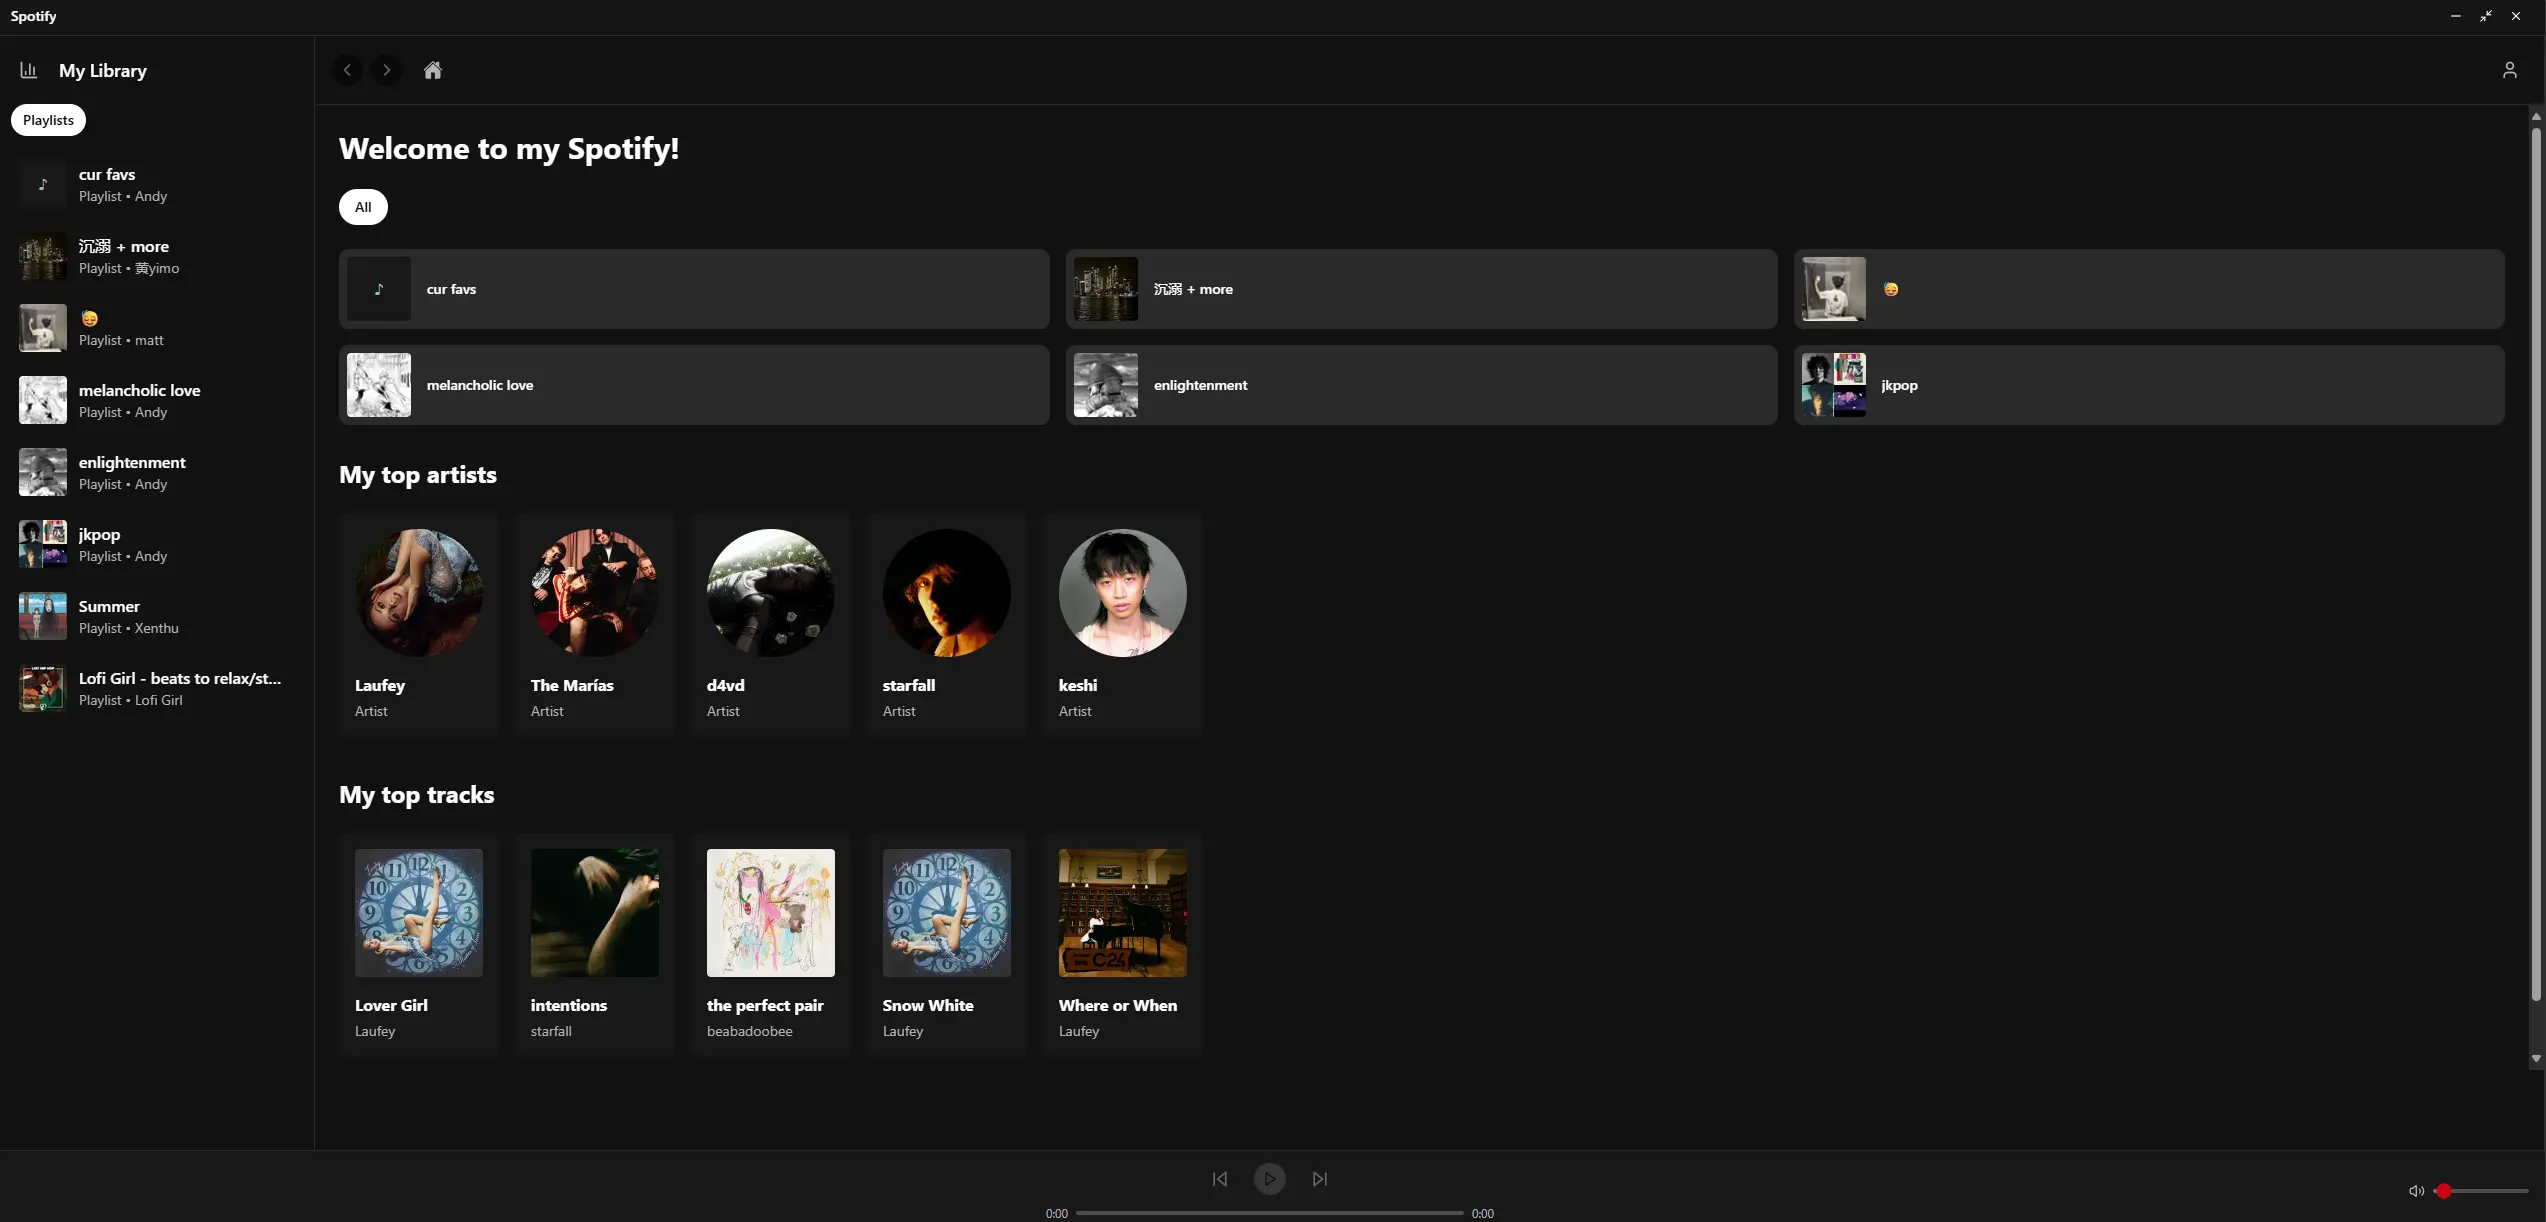 Spotify
My Library
Playlists
cur favs
Playlist • Andy
沉溺 + more
Playlist • 黄yimo
😅
Playlist • matt
melancholic love
Playlist • Andy
enlightenment
Playlist • Andy
jkpop
Playlist • Andy
Summer
Playlist • Xenthu
Lofi Girl - beats to relax/st...
Playlist • Lofi Girl
Welcome to my Spotify!
All
cur favs
沉溺 + more
melancholic love
enlightenment
jkpop
My top artists
Laufey
Artist
The Marías
Artist
d4vd
Artist
starfall
Artist
keshi
Artist
My top tracks
Lover Girl
Laufey
intentions
starfall
the perfect pair
beabadoobee
Snow White
Laufey
Where or When
Laufey
0:00
0:00